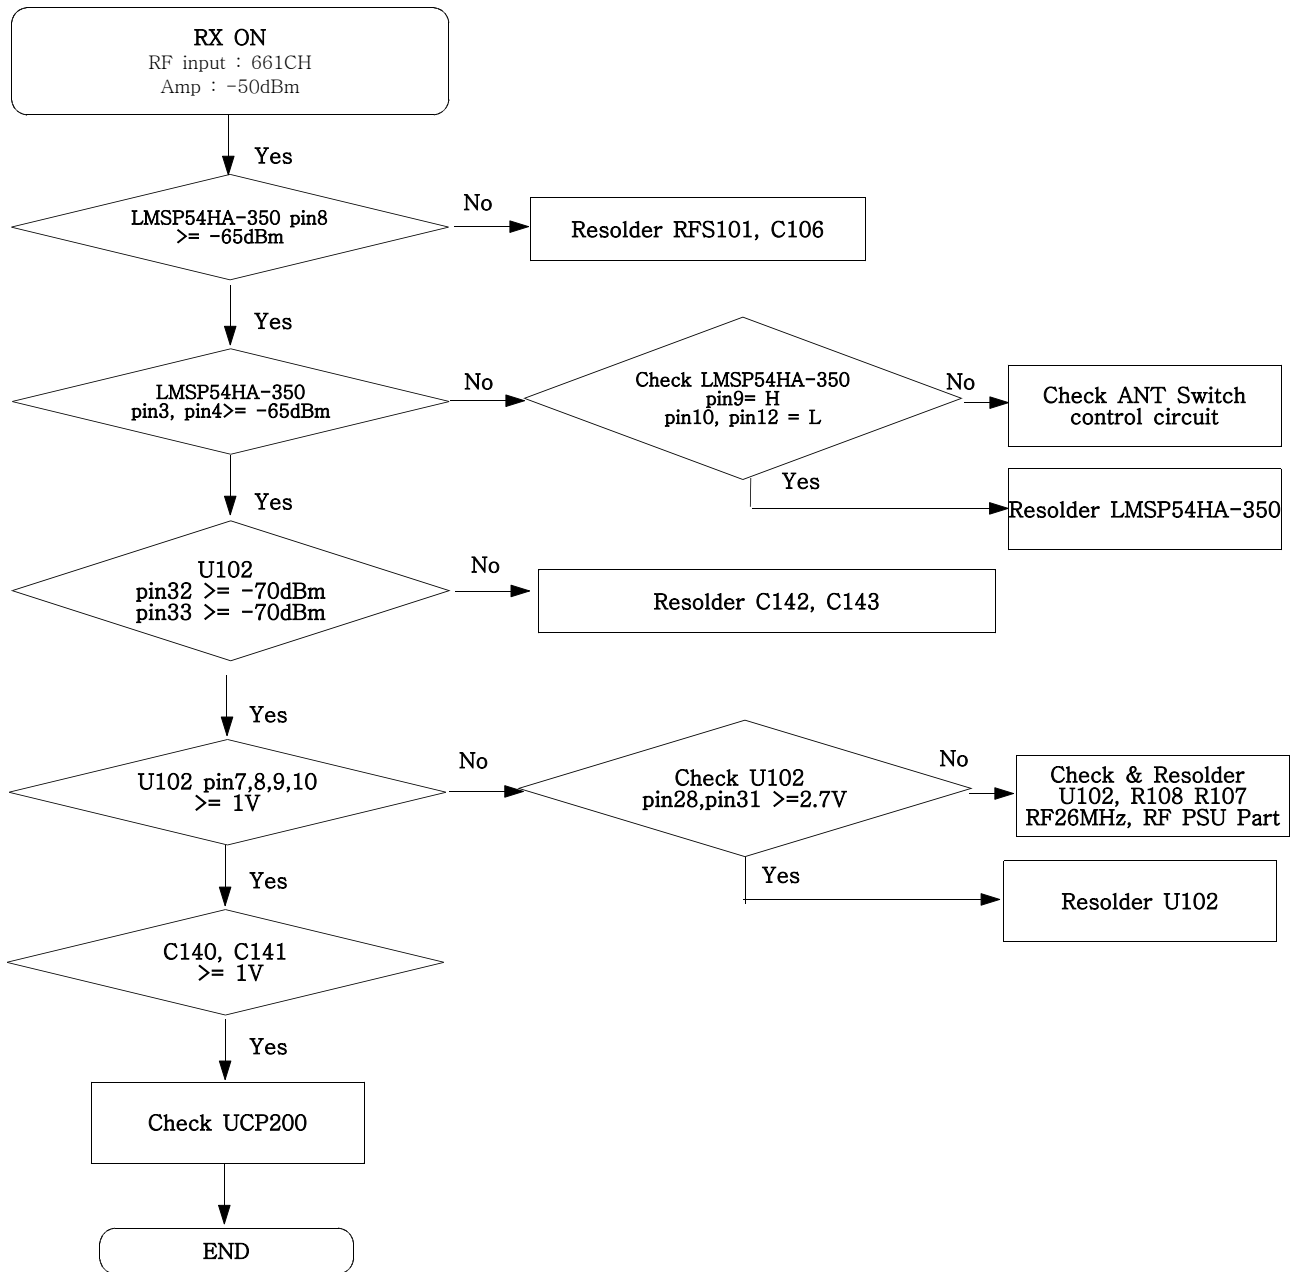 RX ON
RF input : 661CH
Amp : -50dBm
Yes
LMSP54HA-350 pin8
>= -65dBm
No
Resolder RFS101, C106
Yes
LMSP54HA-350
pin3, pin4>= -65dBm
No
Check LMSP54HA-350
pin9= H
pin10, pin12 = L
No
Check ANT Switch
control circuit
Yes
Resolder LMSP54HA-350
Yes
U102
pin32 >= -70dBm
pin33 >= -70dBm
No
Resolder C142, C143
Yes
U102 pin7,8,9,10
>= 1V
No
Check U102
pin28,pin31 >=2.7V
No
Check & Resolder
U102, R108 R107
RF26MHz, RF PSU Part
Yes
Resolder U102
Yes
C140, C141
>= 1V
Yes
Check UCP200
END